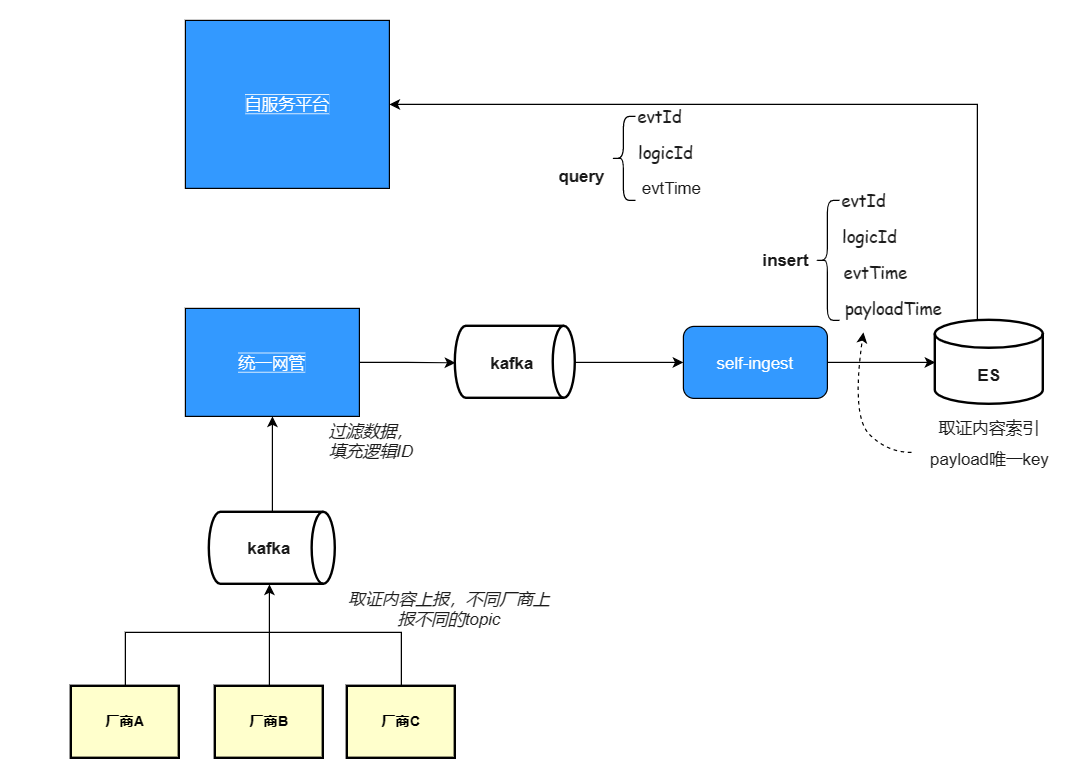 自服务平台
evtId
logicId
query
evtTime
evtId
logicId
insert
evtTime
payloadTime
统一网管
kafka
self-ingest
ES
过滤数据，
填充逻辑ID
取证内容索引
payload唯一key
kafka
取证内容上报，不同厂商上
报不同的topic
厂商A
厂商B
厂商C